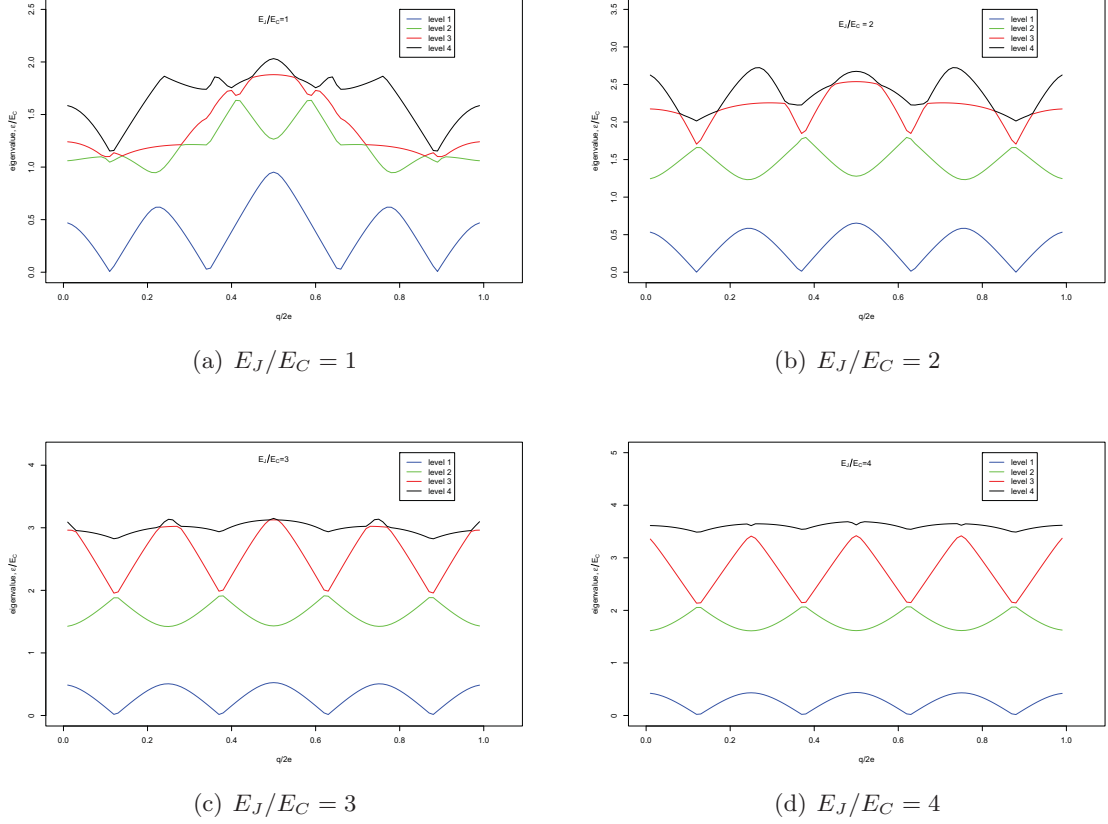 2.5
2.0
1.5
1.0
0.5
0.0
eigenvalue, ε/E_C
E_J/E_C=1
level 1
level 2
level 3
level 4
0.0 0.2 0.4 0.6 0.8 1.0
q/2e
(a) E_J/E_C = 1
3.5
3.0
2.5
2.0
1.5
1.0
0.5
0.0
eigenvalue, ε/E_C
E_J/E_C = 2
level 1
level 2
level 3
level 4
0.0 0.2 0.4 0.6 0.8 1.0
q/2e
(b) E_J/E_C = 2
4
3
2
1
0
eigenvalue, ε/E_C
E_J/E_C=3
level 1
level 2
level 3
level 4
0.0 0.2 0.4 0.6 0.8 1.0
q/2e
(c) E_J/E_C = 3
5
4
3
2
1
0
eigenvalue, ε/E_C
E_J/E_C=4
level 1
level 2
level 3
level 4
0.0 0.2 0.4 0.6 0.8 1.0
q/2e
(d) E_J/E_C = 4